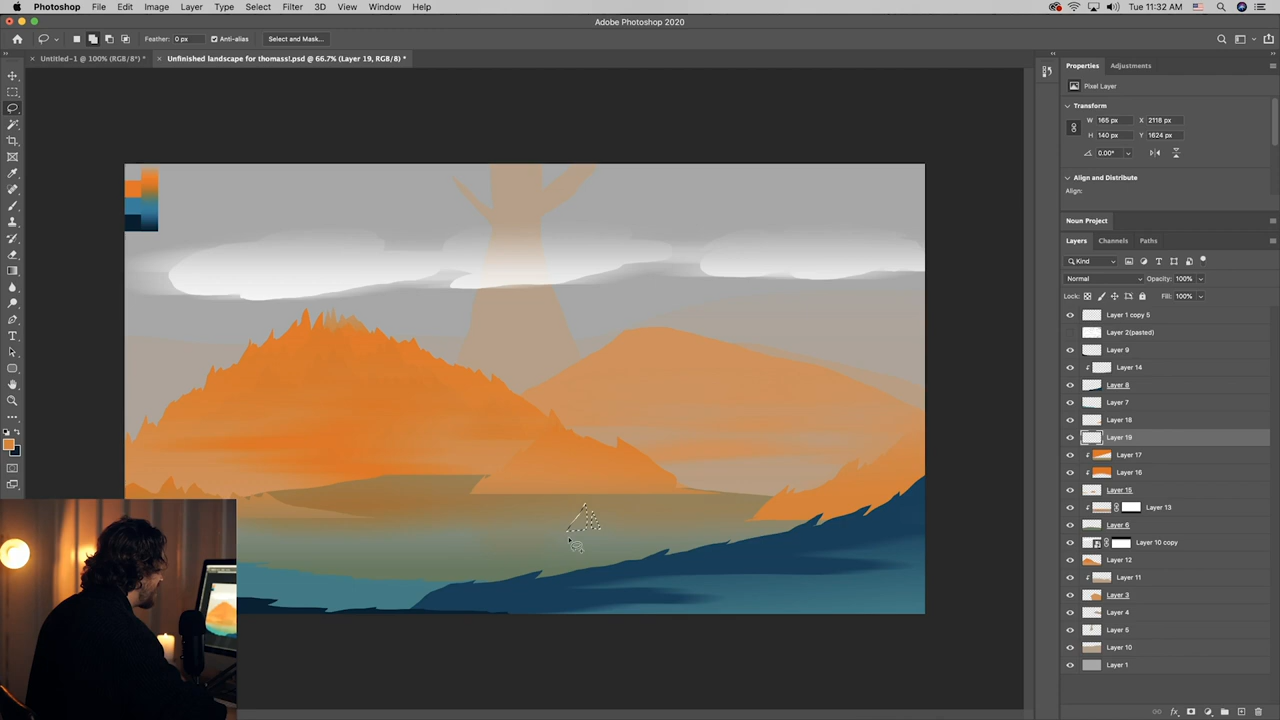 Photoshop File Edit Image Layer Type Select Filter 3D View Window Help Tue 11:32 AM
Adobe Photoshop 2020
Feather: 0 px Anti-alias Select and Mask...
Untitled-1 @ 100% (RGB/8*) * Unfinished landscape for thomass!.psd @ 66.7% (Layer 19, RGB/8) *
Properties Adjustments
Pixel Layer
Transform
W 165 px X 2118 px
H 140 px Y 1624 px
0.00°
Align and Distribute
Align:
Noun Project
Layers Channels Paths
Kind
Normal Opacity: 100%
Lock: Fill: 100%
Layer 1 copy 5
Layer 2(pasted)
Layer 9
Layer 14
Layer 8
Layer 7
Layer 18
Layer 19
Layer 17
Layer 16
Layer 15
Layer 13
Layer 6
Layer 10 copy
Layer 12
Layer 11
Layer 3
Layer 4
Layer 5
Layer 10
Layer 1
fx